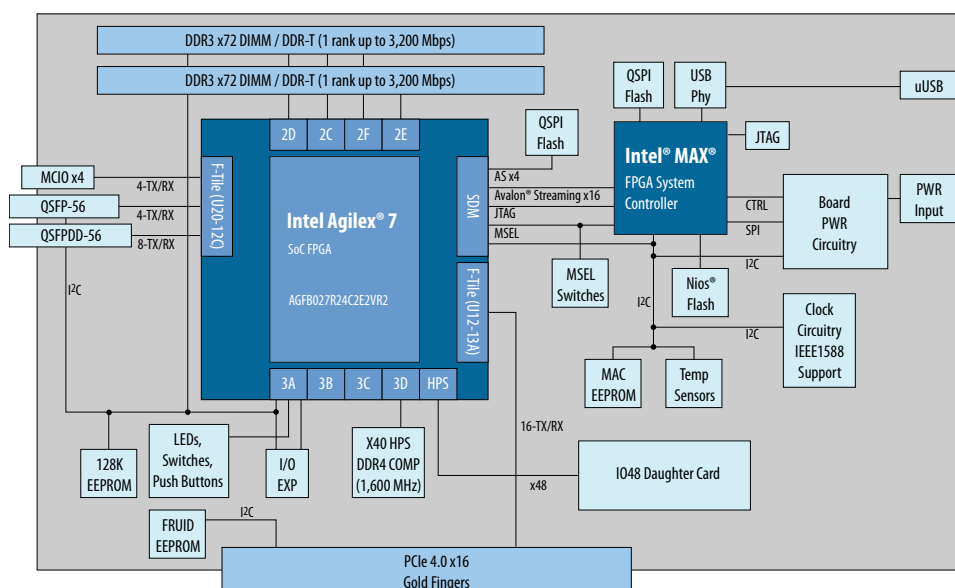 DDR3 x72 DIMM / DDR-T (1 rank up to 3,200 Mbps)
DDR3 x72 DIMM / DDR-T (1 rank up to 3,200 Mbps)
2D
2C
2F
2E
QSPI
Flash
QSPI
Flash
USB
Phy
uUSB
JTAG
Intel® MAX®
FPGA System
Controller
MCIO x4
QSFP-56
QSFPDD-56
4-TX/RX
4-TX/RX
8-TX/RX
I²C
F-Tile (U20-12C)
Intel Agilex® 7
SoC FPGA
AGFB027R24C2E2VR2
SDM
F-Tile (U12-13A)
AS x4
Avalon® Streaming x16
JTAG
MSEL
CTRL
SPI
I²C
Board
PWR
Circuitry
PWR
Input
MSEL
Switches
Nios®
Flash
I²C
I²C
Clock
Circuitry
IEEE1588
Support
MAC
EEPROM
Temp
Sensors
3A
3B
3C
3D
HPS
16-TX/RX
128K
EEPROM
LEDs,
Switches,
Push Buttons
I/O
EXP
X40 HPS
DDR4 COMP
(1,600 MHz)
x48
IO48 Daughter Card
FRUID
EEPROM
I²C
PCIe 4.0 x16
Gold Fingers